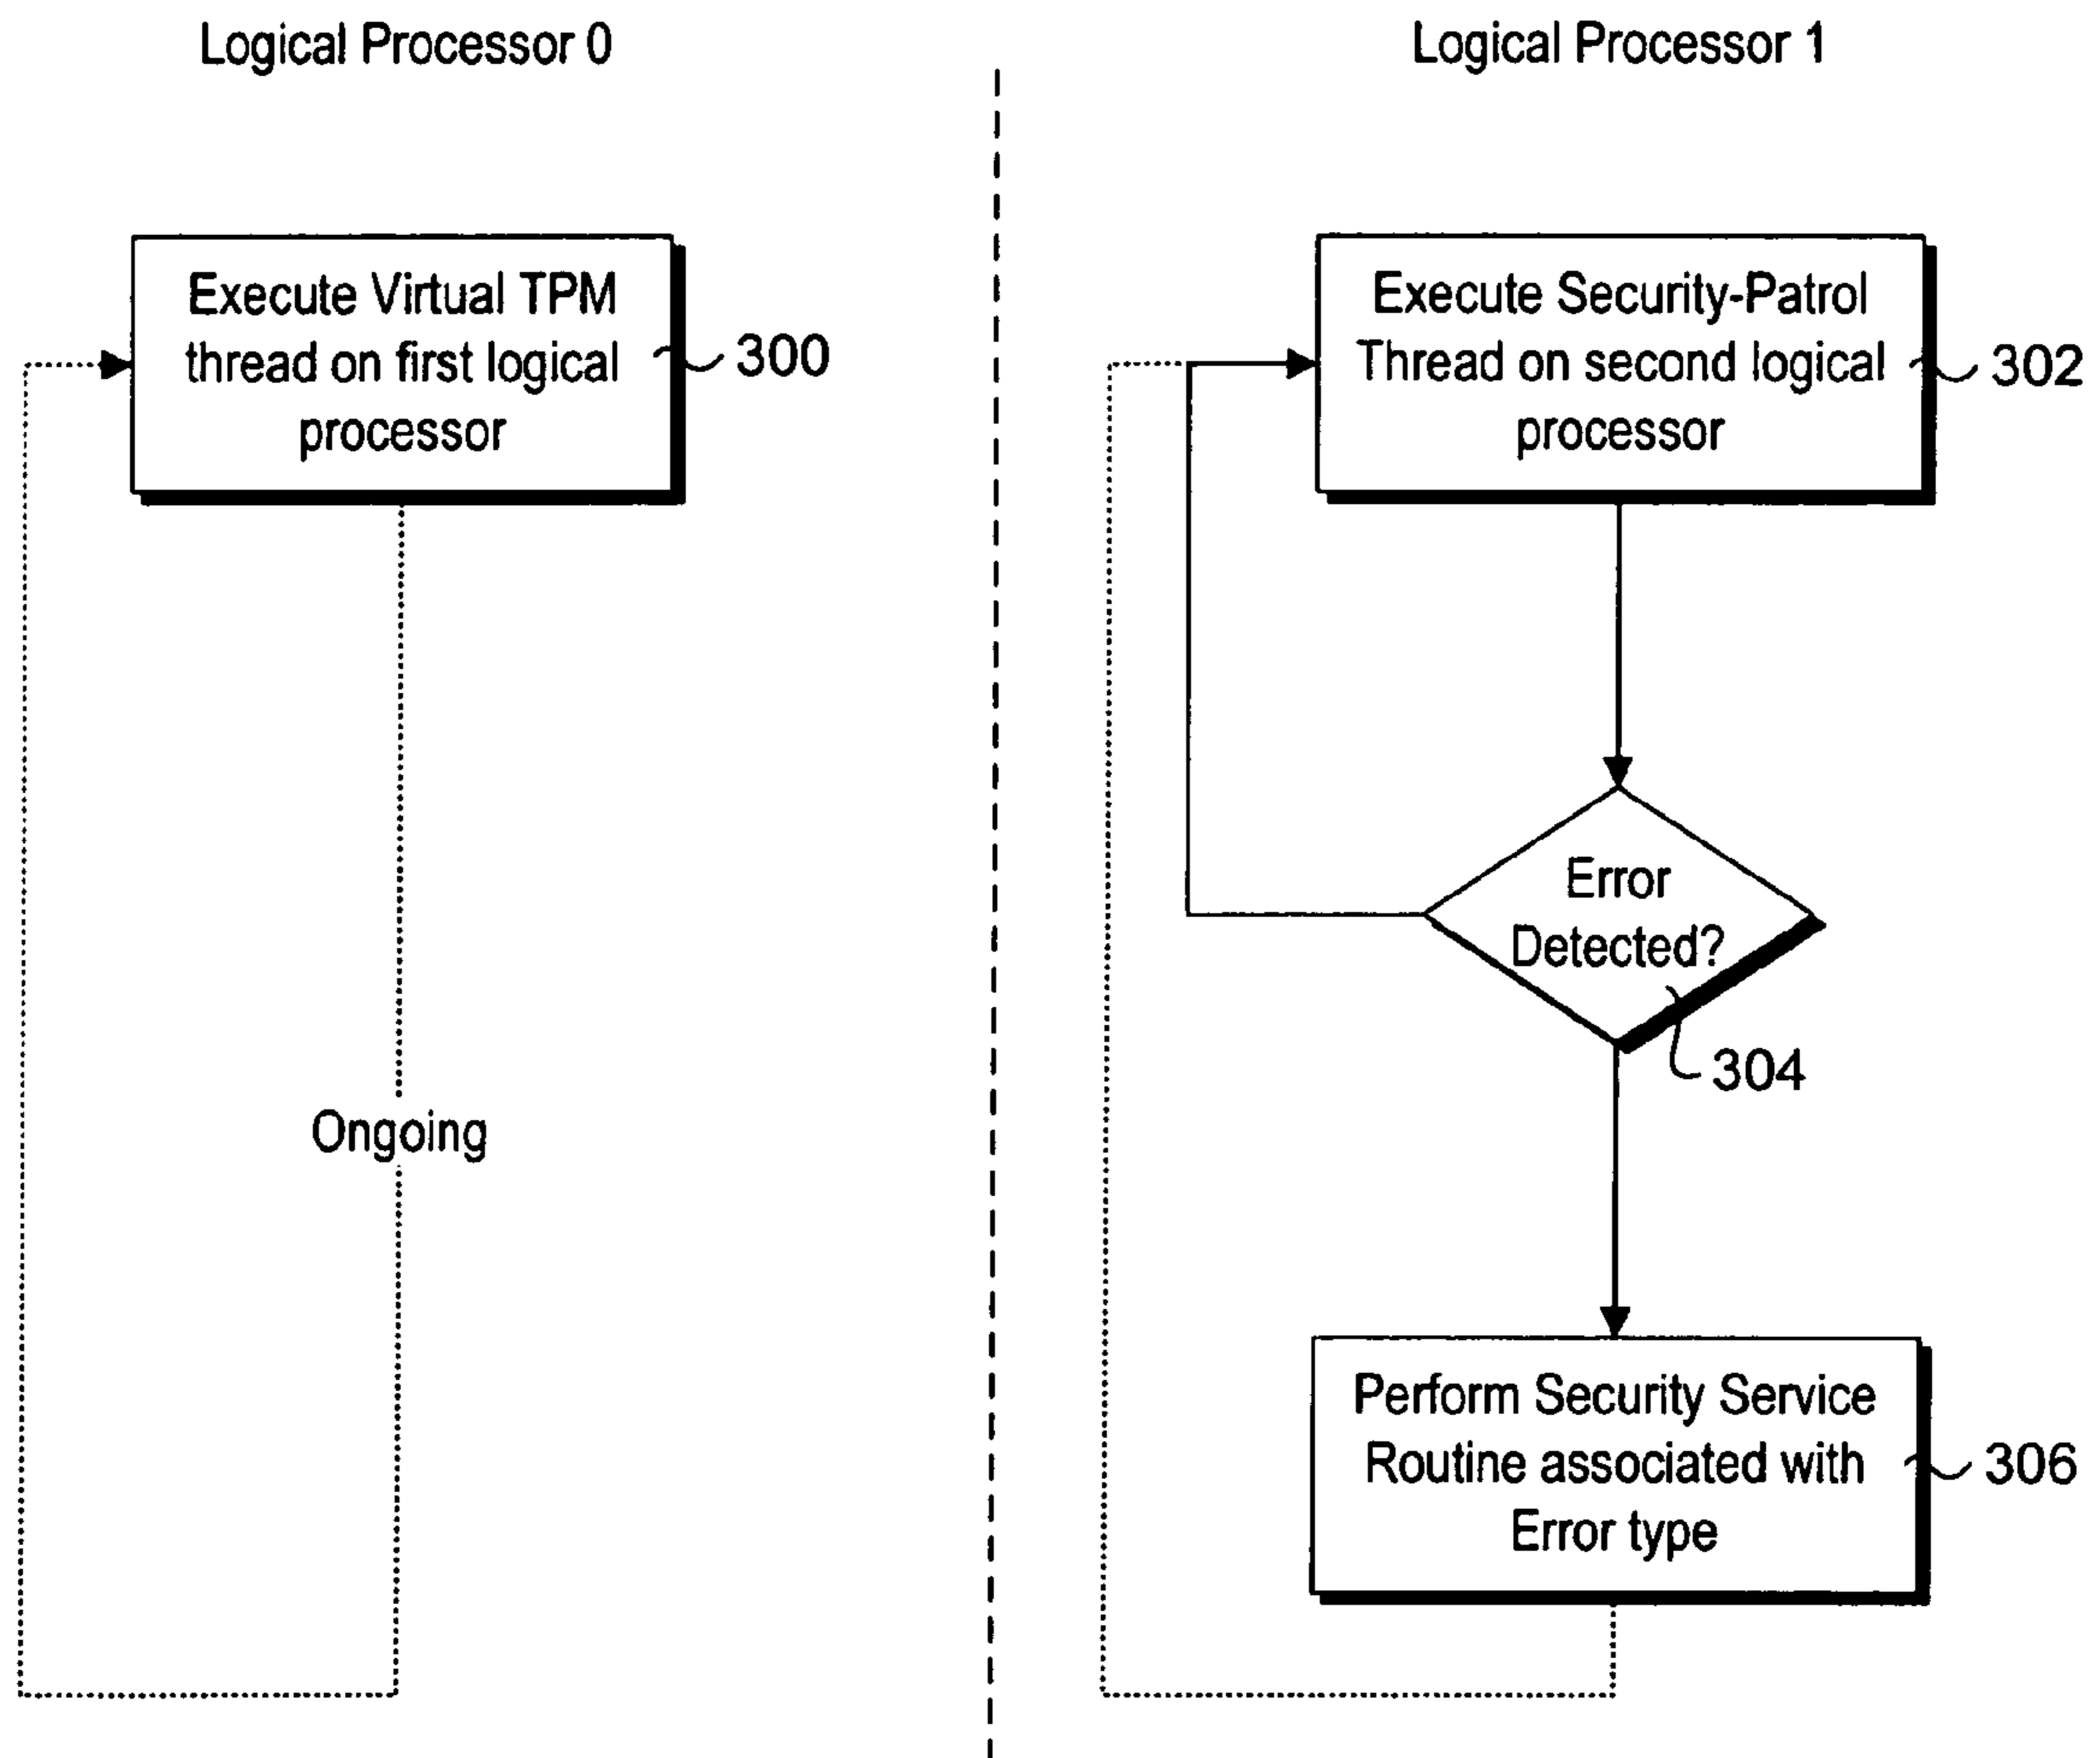 Logical Processor 0
Execute Virtual TPM
thread on first logical
processor
300
Ongoing
Logical Processor 1
Execute Security-Patrol
Thread on second logical
processor
302
Error
Detected?
304
Perform Security Service
Routine associated with
Error type
306